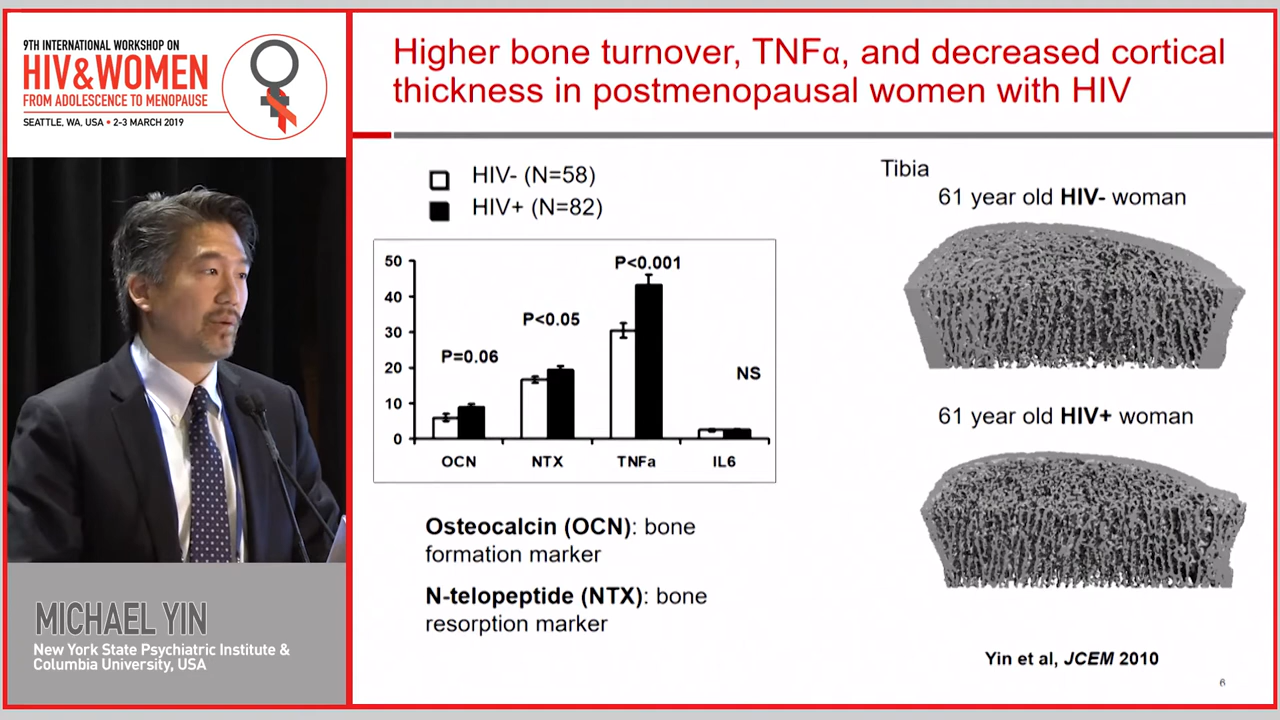 9TH INTERNATIONAL WORKSHOP ON
HIV&WOMEN
FROM ADOLESCENCE TO MENOPAUSE
SEATTLE, WA, USA • 2-3 MARCH 2019
MICHAEL YIN
New York State Psychiatric Institute &
Columbia University, USA
Higher bone turnover, TNFα, and decreased cortical
thickness in postmenopausal women with HIV
HIV- (N=58)
HIV+ (N=82)
50
40
30
20
10
0
P=0.06
P<0.05
P<0.001
NS
OCN
NTX
TNFa
IL6
Osteocalcin (OCN): bone
formation marker
N-telopeptide (NTX): bone
resorption marker
Tibia
61 year old HIV- woman
61 year old HIV+ woman
Yin et al, JCEM 2010
6